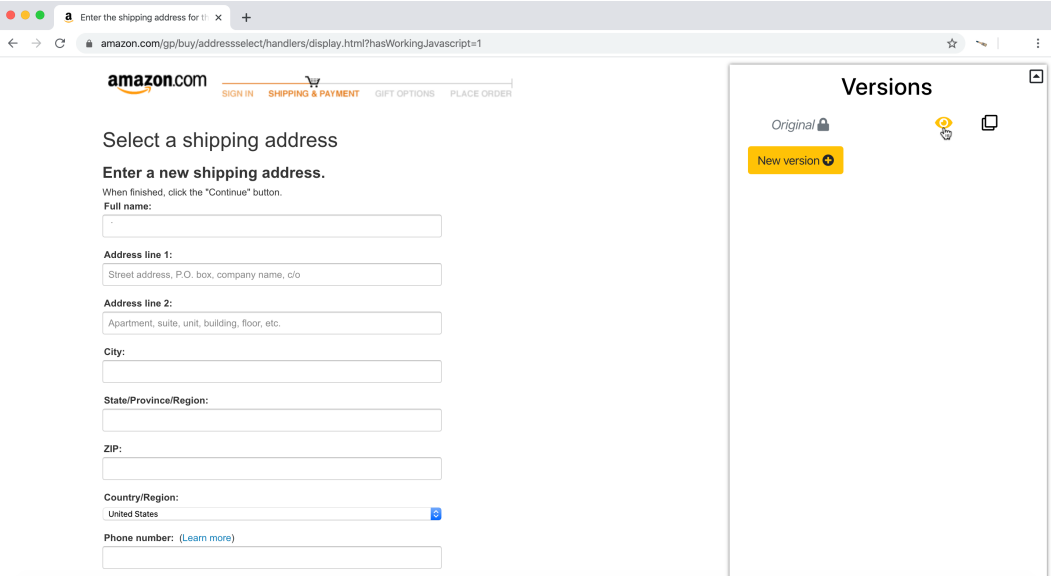 Enter the shipping address for th
amazon.com/gp/buy/addressselect/handlers/display.html?hasWorkingJavascript=1
amazon.com
SIGN IN SHIPPING & PAYMENT GIFT OPTIONS PLACE ORDER
Select a shipping address
Enter a new shipping address.
When finished, click the "Continue" button.
Full name:
Address line 1:
Street address, P.O. box, company name, c/o
Address line 2:
Apartment, suite, unit, building, floor, etc.
City:
State/Province/Region:
ZIP:
Country/Region:
United States
Phone number: (Learn more)
Versions
Original
New version